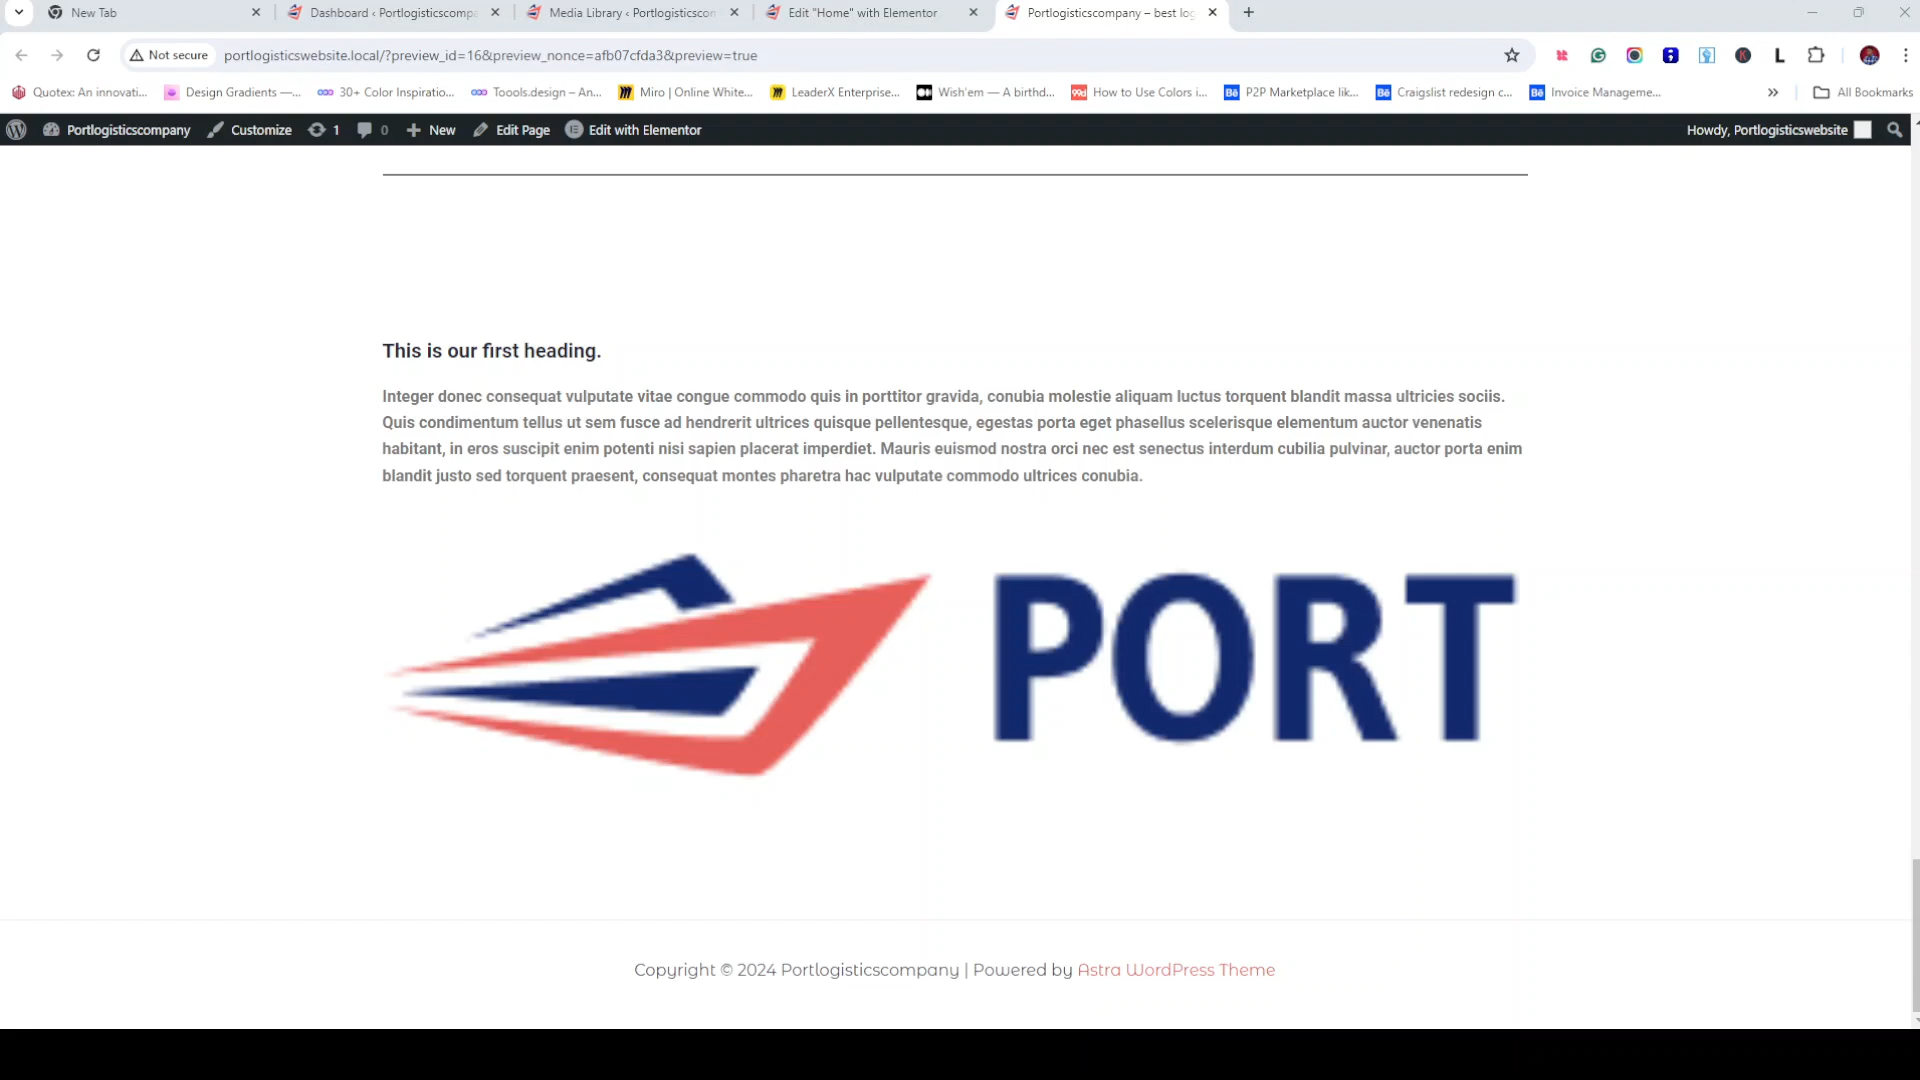 New Tab
Dashboard ‹ Portlogisticscompa
Media Library ‹ Portlogisticscom
Edit "Home" with Elementor
Portlogisticscompany – best log
Not secure
portlogisticswebsite.local/?preview_id=16&preview_nonce=afb07cfda3&preview=true
Quotex: An innovati...
Design Gradients —...
30+ Color Inspiratio...
Toools.design – An...
Miro | Online White...
LeaderX Enterprise...
Wish'em — A birthd...
How to Use Colors i...
P2P Marketplace lik...
Craigslist redesign c...
Invoice Manageme...
All Bookmarks
Portlogisticscompany
Customize
1
0
New
Edit Page
Edit with Elementor
Howdy, Portlogisticswebsite
This is our first heading.
Integer donec consequat vulputate vitae congue commodo quis in porttitor gravida, conubia molestie aliquam luctus torquent blandit massa ultricies sociis.
Quis condimentum tellus ut sem fusce ad hendrerit ultrices quisque pellentesque, egestas porta eget phasellus scelerisque elementum auctor venenatis
habitant, in eros suscipit enim potenti nisi sapien placerat imperdiet. Mauris euismod nostra orci nec est senectus interdum cubilia pulvinar, auctor porta enim
blandit justo sed torquent praesent, consequat montes pharetra hac vulputate commodo ultrices conubia.
PORT
Copyright © 2024 Portlogisticscompany | Powered by Astra WordPress Theme